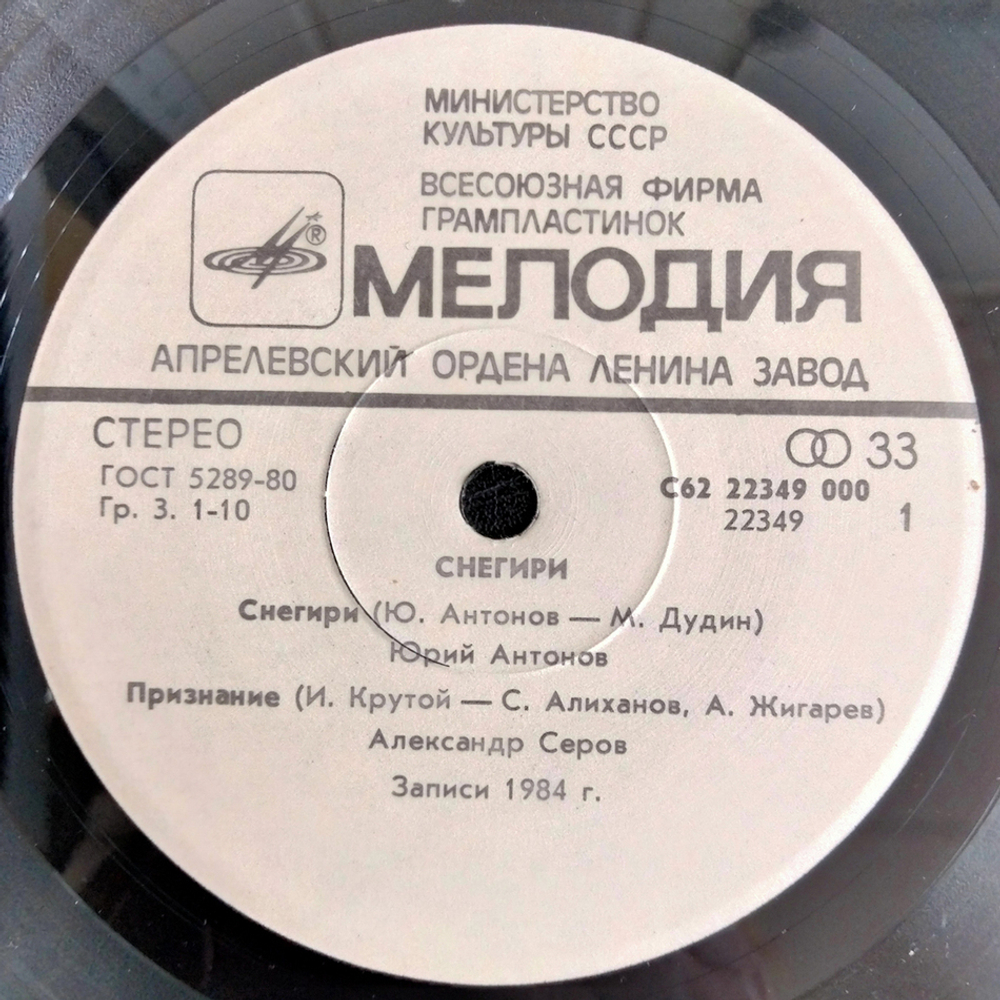 МИНИСТЕРСТВО
КУЛЬТУРЫ СССР
ВСЕСОЮЗНАЯ ФИРМА
ГРАМПЛАСТИНОК
®
МЕЛОДИЯ
АПРЕЛЕВСКИЙ ОРДЕНА ЛЕНИНА ЗАВОД
СТЕРЕО 33
ГОСТ 5289-80 С62 22349 000
Гр. 3. 1-10 22349 1
СНЕГИРИ
Снегири (Ю. Антонов — М. Дудин)
Юрий Антонов
Признание (И. Крутой — С. Алиханов, А. Жигарев)
Александр Серов
Записи 1984 г.